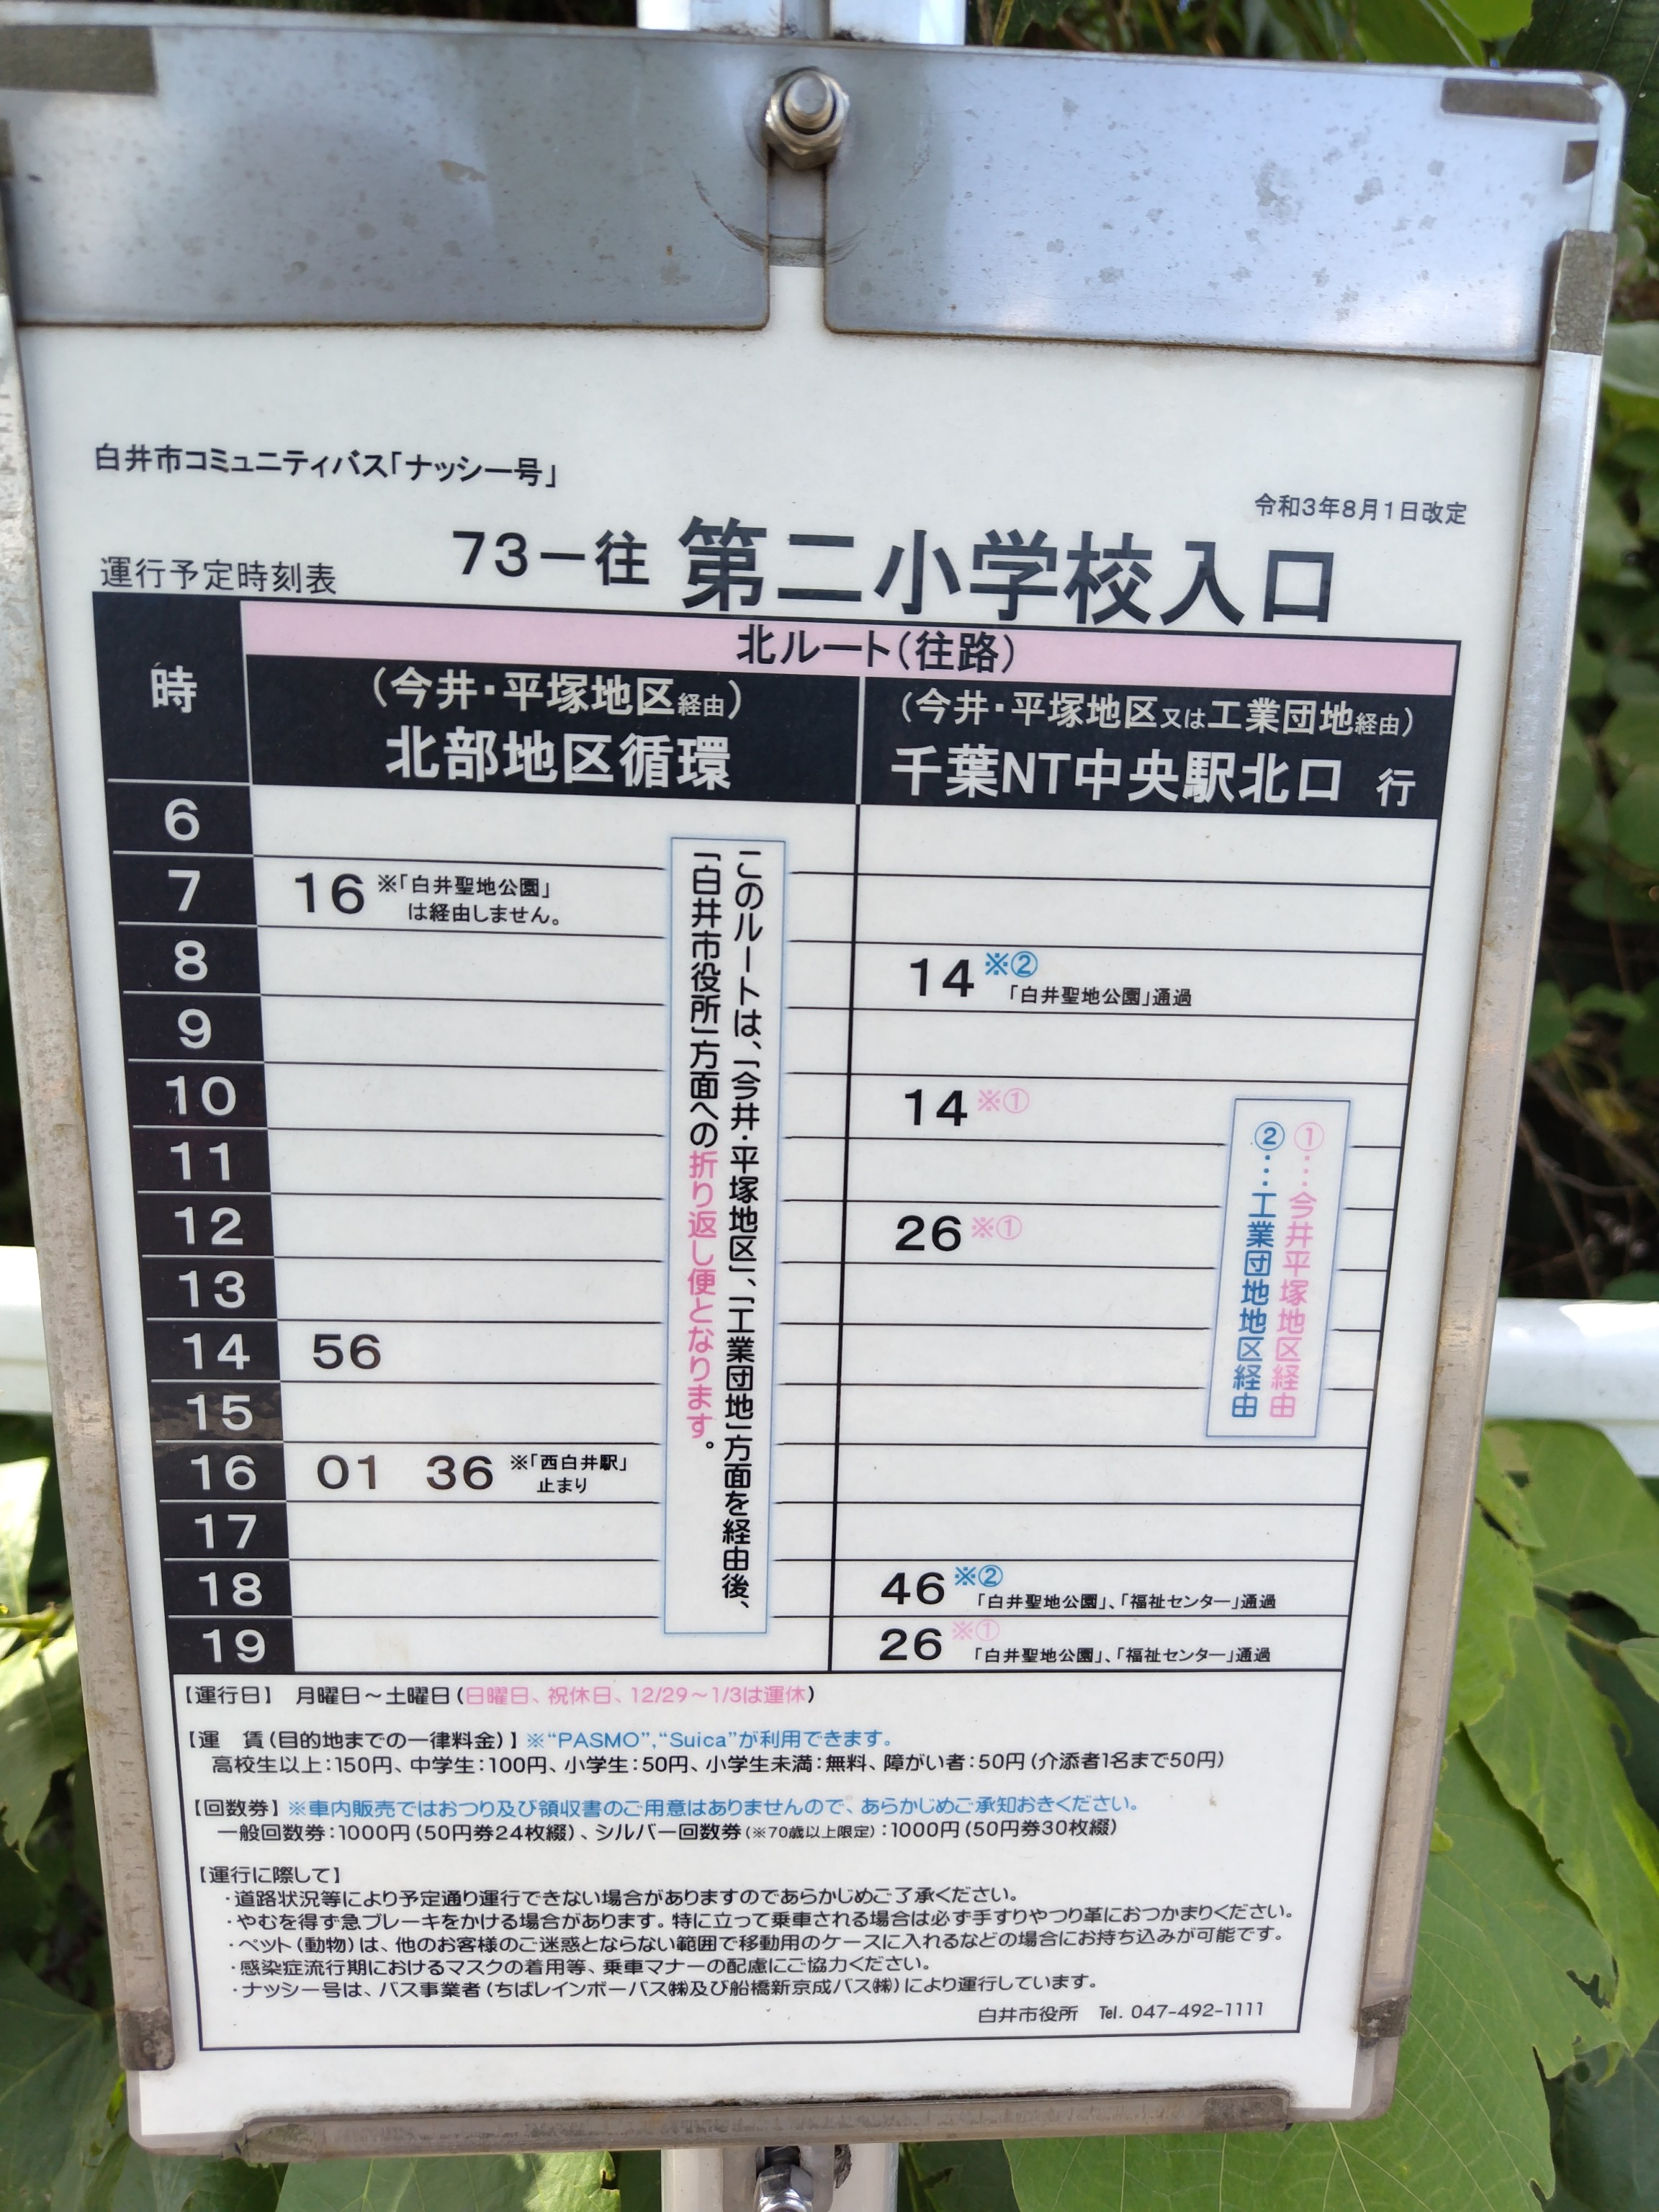 白井市コミュニティバス「ナッシー号」
令和3年8月1日改定
運行予定時刻表
73－往 第二小学校入口
時
北ルート（往路）
（今井・平塚地区経由）
北部地区循環
（今井・平塚地区又は工業団地経由）
千葉NT中央駅北口 行
6
7 16 ※「白井聖地公園」
は経由しません。
8 14 ※②
「白井聖地公園」通過
9
10 14 ※①
11
12 26 ※①
13
14 56
15
16 01 36 ※「西白井駅」
止まり
17
18 46 ※②
「白井聖地公園」、「福祉センター」通過
19 26 ※①
「白井聖地公園」、「福祉センター」通過
このルートは、「今井・平塚地区」、「工業団地」方面を経由後、
「白井市役所」方面への折り返し便となります。
①…今井平塚地区経由
②…工業団地地区経由
【運行日】 月曜日～土曜日（日曜日、祝休日、12/29～1/3は運休）
【運 賃（目的地までの一律料金）】※“PASMO”,“Suica”が利用できます。
高校生以上：150円、中学生：100円、小学生：50円、小学生未満：無料、障がい者：50円（介添者1名まで50円）
【回数券】※車内販売ではおつり及び領収書のご用意はありませんので、あらかじめご承知おきください。
一般回数券：1000円（50円券24枚綴）、シルバー回数券（※70歳以上限定）：1000円（50円券30枚綴）
【運行に際して】
・道路状況等により予定通り運行できない場合がありますのであらかじめご了承ください。
・やむを得ず急ブレーキをかける場合があります。特に立って乗車される場合は必ず手すりやつり革におつかまりください。
・ペット（動物）は、他のお客様のご迷惑とならない範囲で移動用のケースに入れるなどの場合にお持ち込みが可能です。
・感染症流行期におけるマスクの着用等、乗車マナーの配慮にご協力ください。
・ナッシー号は、バス事業者（ちばレインボーバス㈱及び船橋新京成バス㈱）により運行しています。
白井市役所 Tel. 047-492-1111